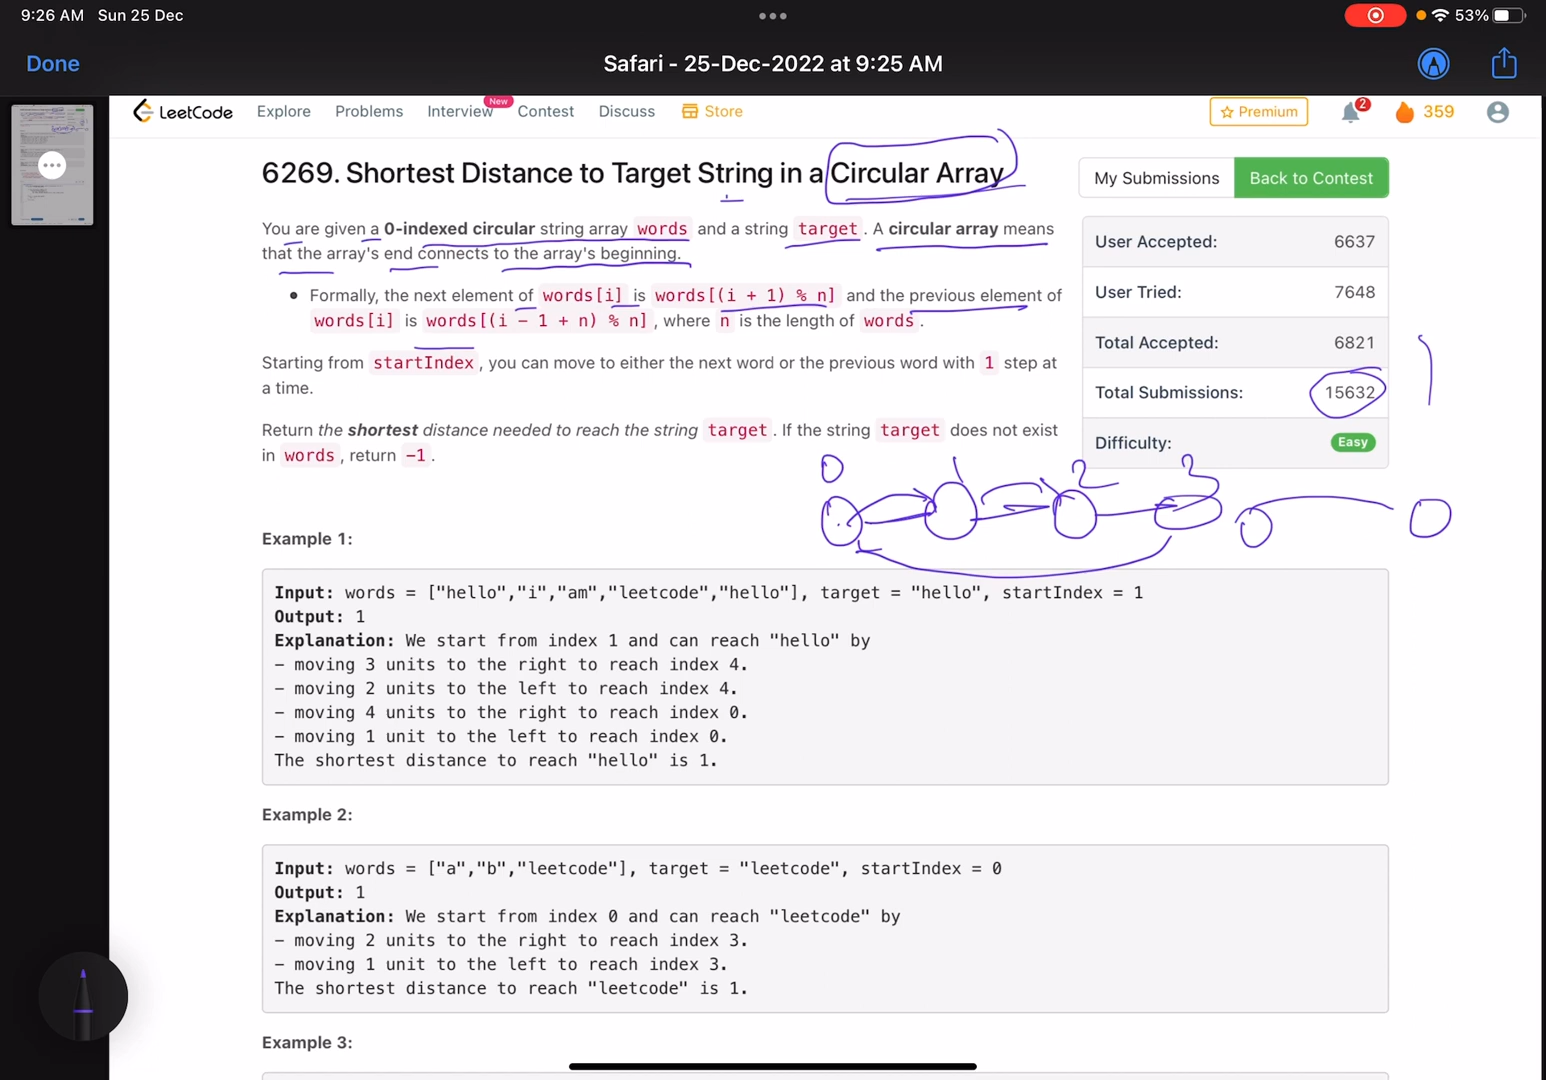 9:26 AM Sun 25 Dec
53%
Done
Safari - 25-Dec-2022 at 9:25 AM
LeetCode Explore Problems Interview New Contest Discuss Store
Premium 2 359
6269. Shortest Distance to Target String in a Circular Array
My Submissions Back to Contest
You are given a 0-indexed circular string array words and a string target. A circular array means
that the array's end connects to the array's beginning.
Formally, the next element of words[i] is words[(i + 1) % n] and the previous element of
words[i] is words[(i - 1 + n) % n], where n is the length of words.
Starting from startIndex, you can move to either the next word or the previous word with 1 step at
a time.
Return the shortest distance needed to reach the string target. If the string target does not exist
in words, return -1.
User Accepted: 6637
User Tried: 7648
Total Accepted: 6821
Total Submissions: 15632
Difficulty: Easy
0 1 2 3
Example 1:
Input: words = ["hello","i","am","leetcode","hello"], target = "hello", startIndex = 1
Output: 1
Explanation: We start from index 1 and can reach "hello" by
- moving 3 units to the right to reach index 4.
- moving 2 units to the left to reach index 4.
- moving 4 units to the right to reach index 0.
- moving 1 unit to the left to reach index 0.
The shortest distance to reach "hello" is 1.
Example 2:
Input: words = ["a","b","leetcode"], target = "leetcode", startIndex = 0
Output: 1
Explanation: We start from index 0 and can reach "leetcode" by
- moving 2 units to the right to reach index 3.
- moving 1 unit to the left to reach index 3.
The shortest distance to reach "leetcode" is 1.
Example 3: